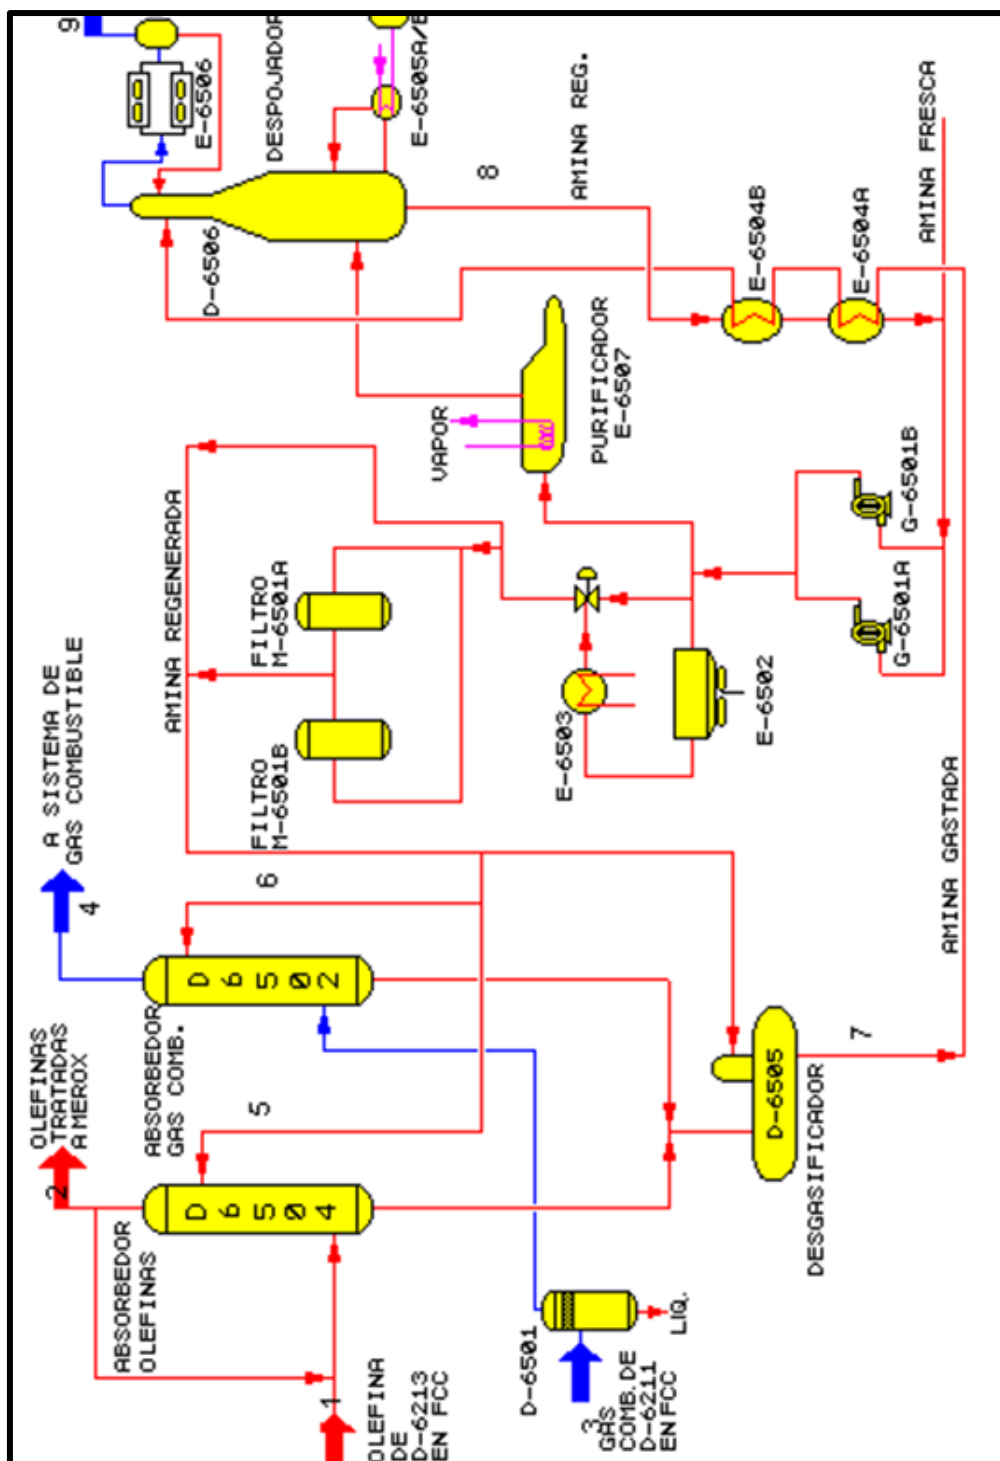 9
E-6506
DESPOJADOR
E-6505A/B
D-6506
8
AMINA REG.
E-6504B
E-6504A
AMINA FRESCA
VAPOR
PURIFICADOR
E-6507
AMINA REGENERADA
FILTRO
M-6501A
FILTRO
M-6501B
G-6501B
G-6501A
E-6503
E-6502
A SISTEMA DE
GAS COMBUSTIBLE
4
6
D6502
ABSORBEDOR
GAS COMB.
OLEFINAS
TRATADAS
A MEROX
2
5
D6504
ABSORBEDOR
OLEFINAS
D-6505
DESGASIFICADOR
7
AMINA GASTADA
1
OLEFINA
DE
D-6213
EN FCC
D-6501
LIQ.
3
GAS
COMB. DE
D-6211
EN FCC